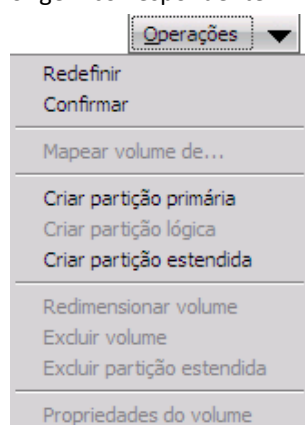 Operações
Redefinir
Confirmar
Mapear volume de...
Criar partição primária
Criar partição lógica
Criar partição estendida
Redimensionar volume
Excluir volume
Excluir partição estendida
Propriedades do volume